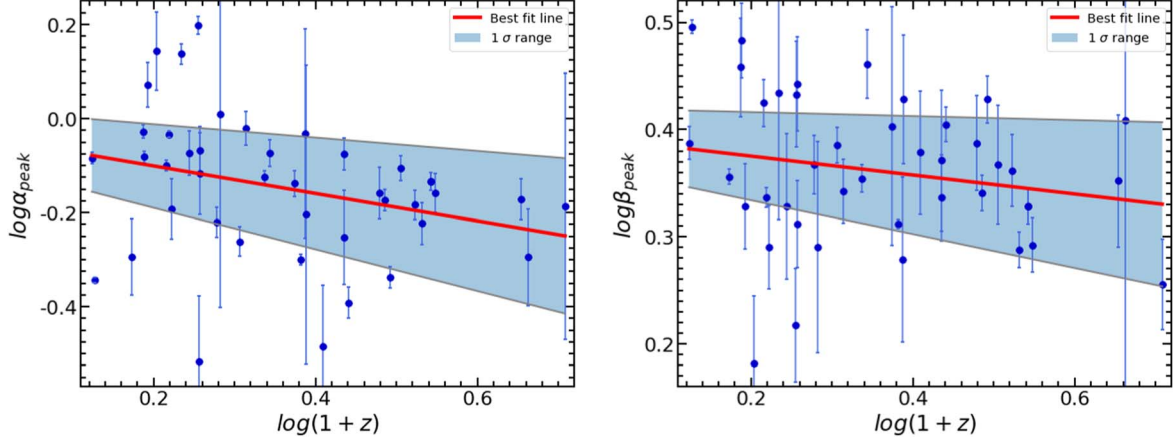 0.2
0.0
-0.2
-0.4
logα_peak
Best fit line
1 σ range
0.2 0.4 0.6
log(1 + z)
0.5
0.4
0.3
0.2
logβ_peak
Best fit line
1 σ range
0.2 0.4 0.6
log(1 + z)